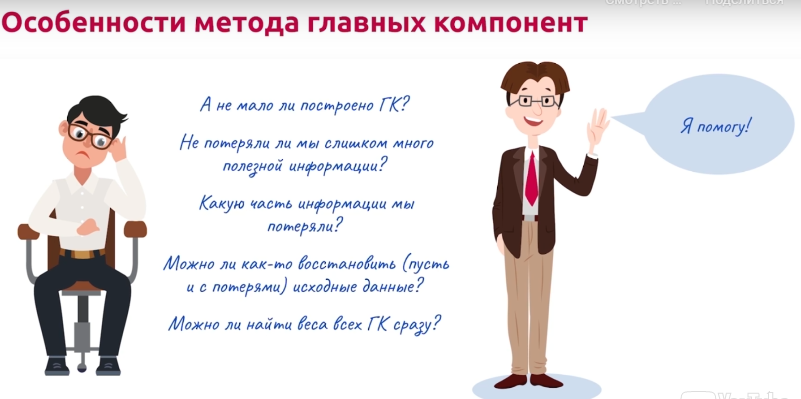 Особенности метода главных компонент
А не мало ли построено ГК?
Не потеряли ли мы слишком много
полезной информации?
Какую часть информации мы
потеряли?
Можно ли как-то восстановить (пусть
и с потерями) исходные данные?
Можно ли найти веса всех ГК сразу?
Я помогу!